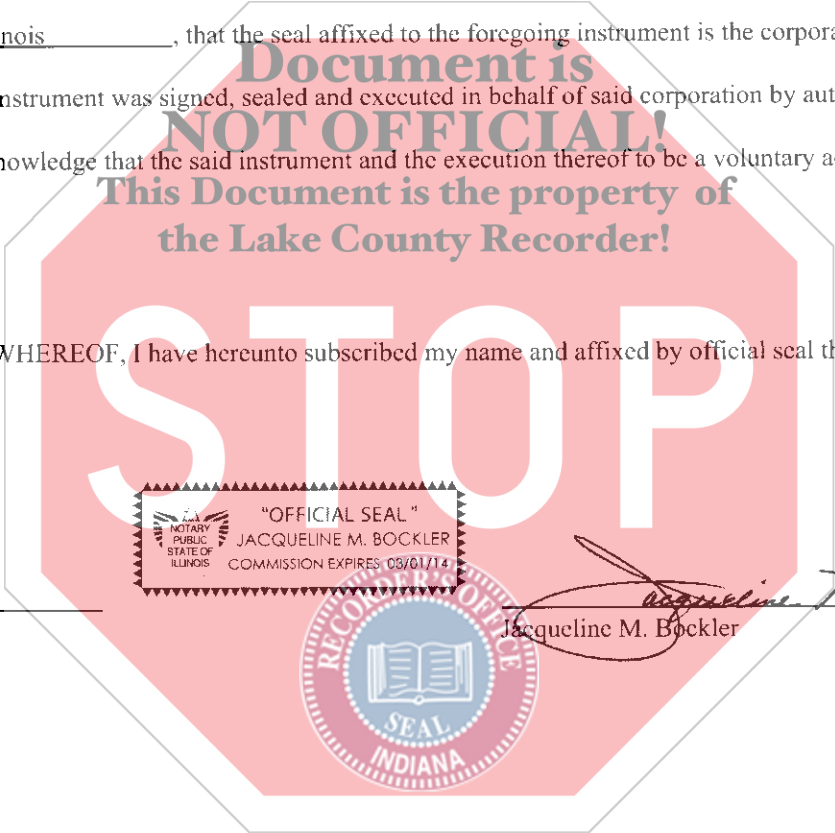 nois, that the seal affixed to the foregoing instrument is the corpora
Document is
nstrument was signed, sealed and executed in behalf of said corporation by aut
NOT OFFICIAL!
nowledge that the said instrument and the execution thereof to be a voluntary a
This Document is the property of
the Lake County Recorder!
WHEREOF, I have hereunto subscribed my name and affixed by official seal th
STOP
"OFFICIAL SEAL"
NOTARY
PUBLIC
STATE OF
ILLINOIS
JACQUELINE M. BOCKLER
COMMISSION EXPIRES 03/01/14
Jacqueline
Jacqueline M. Bockler
RECORDER'S OFFICE
SEAL
INDIANA